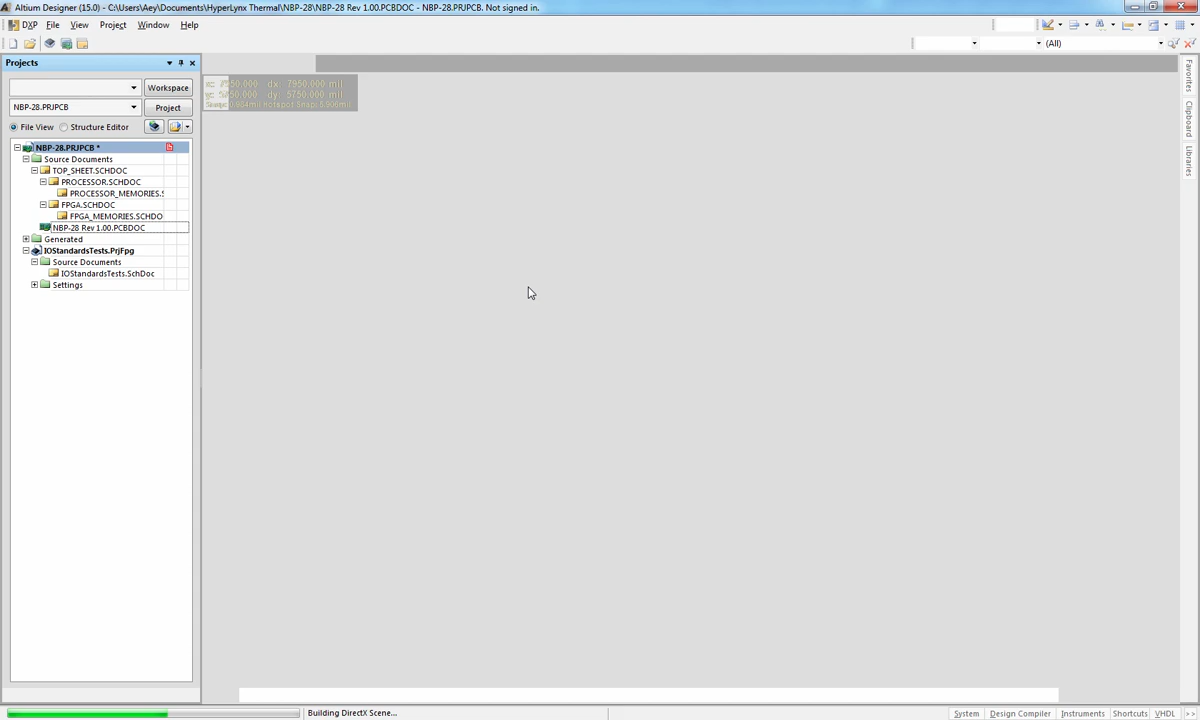 Altium Designer (15.0) - C:\Users\Aey\Documents\HyperLynx Thermal\NBP-28\NBP-28 Rev 1.00.PCBDOC - NBP-28.PRJPCB. Not signed in.
DXP File View Project Window Help
(All)
Projects
Workspace
NBP-28.PRJPCB Project
File View Structure Editor
NBP-28.PRJPCB *
Source Documents
TOP_SHEET.SCHDOC
PROCESSOR.SCHDOC
PROCESSOR_MEMORIES.S
FPGA.SCHDOC
FPGA_MEMORIES.SCHDO
NBP-28 Rev 1.00.PCBDOC
Generated
IOStandardsTests.PrjFpg
Source Documents
IOStandardsTests.SchDoc
Settings
dx: 7950.000 mil
dy: 5750.000 mil
Favorites
Clipboard
Libraries
Building DirectX Scene...
System Design Compiler Instruments Shortcuts VHDL >>